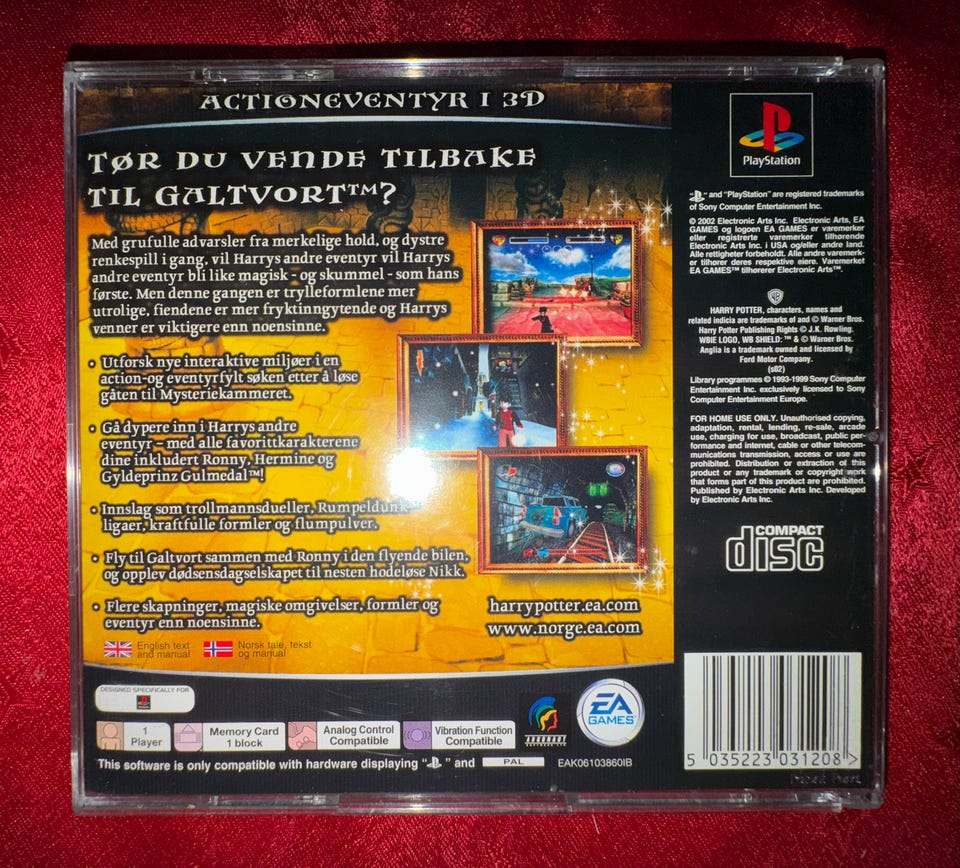 ACTIONEVENTYR I 3D
TØR DU VENDE TILBAKE
TIL GALTVORT™?
Med grufulle advarsler fra merkelige hold, og dystre
renkespill i gang, vil Harrys andre eventyr vil Harrys
andre eventyr bli like magisk - og skummel - som hans
første. Men denne gangen er trylleformlene mer
utrolige, fiendene er mer fryktinngytende og Harrys
venner er viktigere enn noensinne.
• Utforsk nye interaktive miljøer i en
action-og eventyrfylt søken etter å løse
gåten til Mysteriekammeret.
• Gå dypere inn i Harrys andre
eventyr – med alle favorittkarakterene
dine inkludert Ronny, Hermine og
Gyldeprinz Gulmedal™!
• Innslag som trollmannsdueller, Rumpeldunk-
ligaer, kraftfulle formler og flumpulver.
• Fly til Galtvort sammen med Ronny i den flyende bilen,
og opplev dødsdagselskapet til nesten hodeløse Nikk.
• Flere skapninger, magiske omgivelser, formler og
eventyr enn noensinne.
harrypotter.ea.com
www.norge.ea.com
English text
and manual
Norsk tale, tekst
og manual
DESIGNED SPECIFICALLY FOR
1
Player
Memory Card
1 block
Analog Control
Compatible
Vibration Function
Compatible
ARGONAUT
SOFTWARE LTD
EA
GAMES™
This software is only compatible with hardware displaying " " and PAL
EAK06103860IB
PlayStation
" " and "PlayStation" are registered trademarks
of Sony Computer Entertainment Inc.
© 2002 Electronic Arts Inc. Electronic Arts, EA
GAMES og logoen EA GAMES er varemerker
eller registrerte varemerker tilhørende
Electronic Arts Inc. i USA og/eller andre land.
Alle rettigheter forbeholdt. Alle andre varemerk-
er tilhører deres respektive eiere. Varemerket
EA GAMES™ tilhører Electronic Arts™.
WB
HARRY POTTER, characters, names and
related indicia are trademarks of and © Warner Bros.
Harry Potter Publishing Rights © J.K. Rowling.
WBIE LOGO, WB SHIELD: ™ & © Warner Bros.
Anglia is a trademark owned and licensed by
Ford Motor Company.
(s02)
Library programmes © 1993-1999 Sony Computer
Entertainment Inc. exclusively licensed to Sony
Computer Entertainment Europe.
FOR HOME USE ONLY. Unauthorised copying,
adaptation, rental, lending, re-sale, arcade
use, charging for use, broadcast, public per-
formance and internet, cable or other telecom-
munications transmission, access or use are
prohibited. Distribution or extraction of this
product or any trademark or copyright work
that forms part of this product are prohibited.
Published by Electronic Arts Inc. Developed
by Electronic Arts Inc.
COMPACT
disc
5 035223 031208 >